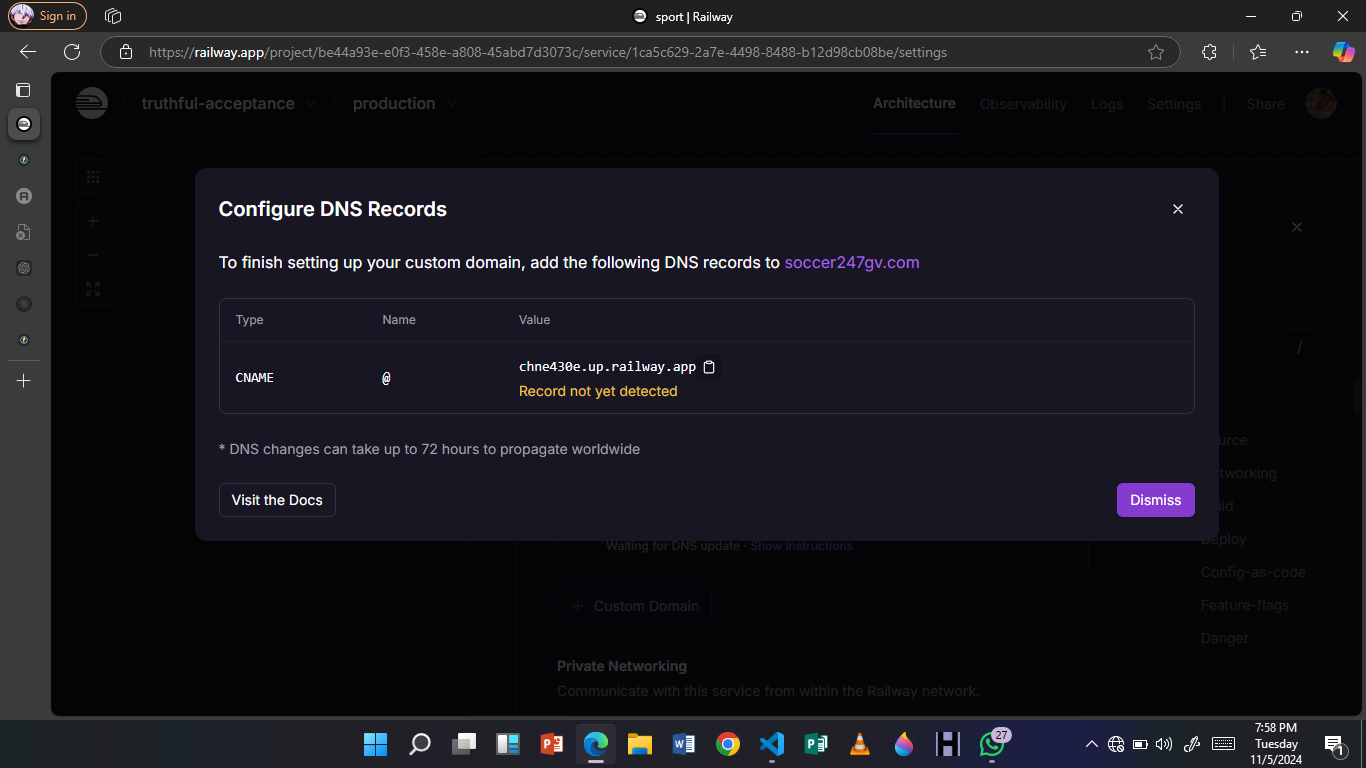 Sign in
sport | Railway
https://railway.app/project/be44a93e-e0f3-458e-a808-45abd7d3073c/service/1ca5c629-2a7e-4498-8488-b12d98cb08be/settings
/ truthful-acceptance / production
Architecture Observability Logs Settings Share
Configure DNS Records
To finish setting up your custom domain, add the following DNS records to soccer247gv.com
Type Name Value
CNAME @ chne430e.up.railway.app
Record not yet detected
* DNS changes can take up to 72 hours to propagate worldwide
Visit the Docs Dismiss
/
Waiting for DNS update · Show instructions
Custom Domain
Private Networking
Communicate with this service from within the Railway network.
Deploy
Config-as-code
Feature-flags
Danger
27
7:58 PM
Tuesday
11/5/2024
1